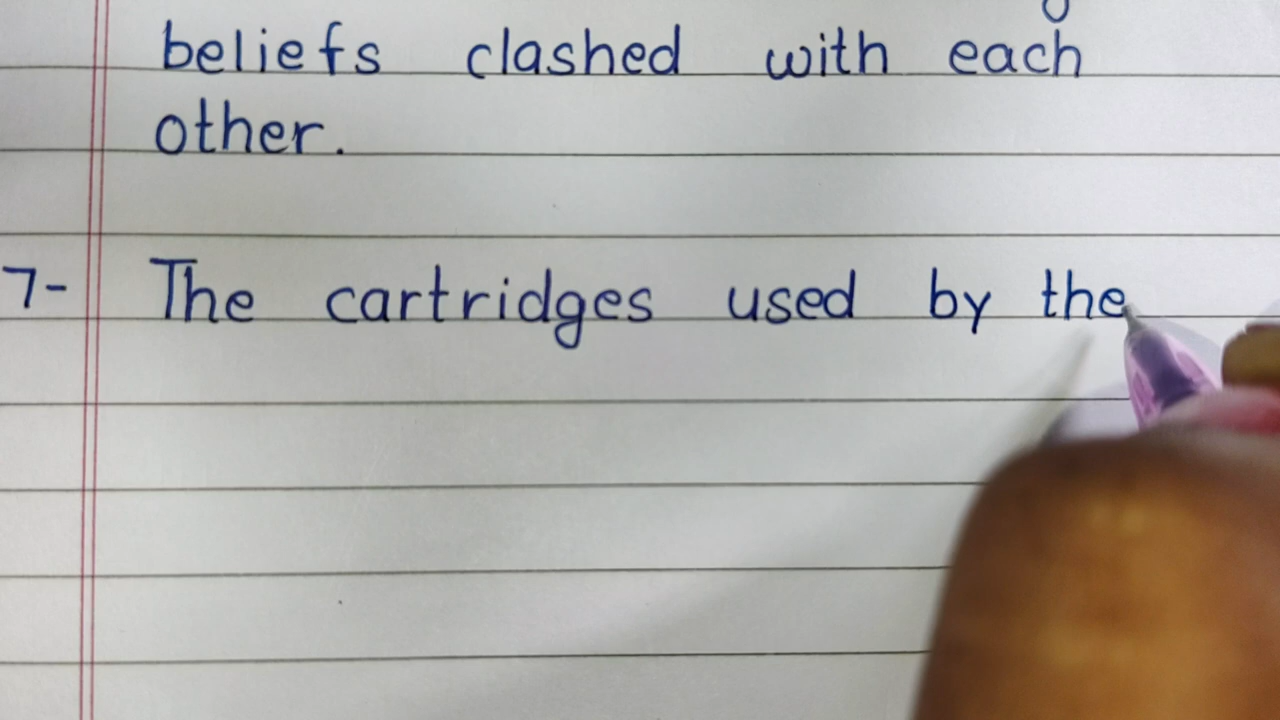 beliefs clashed with each
other.
7- The cartridges used by the